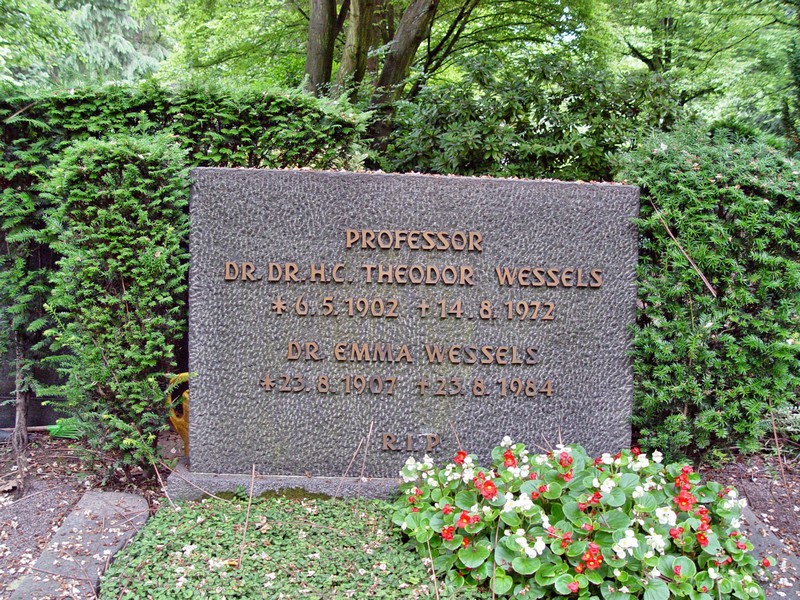 PROFESSOR
DR. DR. H.C. THEODOR WESSELS
*6.5.1902 †14.8.1972
DR. EMMA WESSELS
*23.8.1907 †23.8.1984
R.I.P.